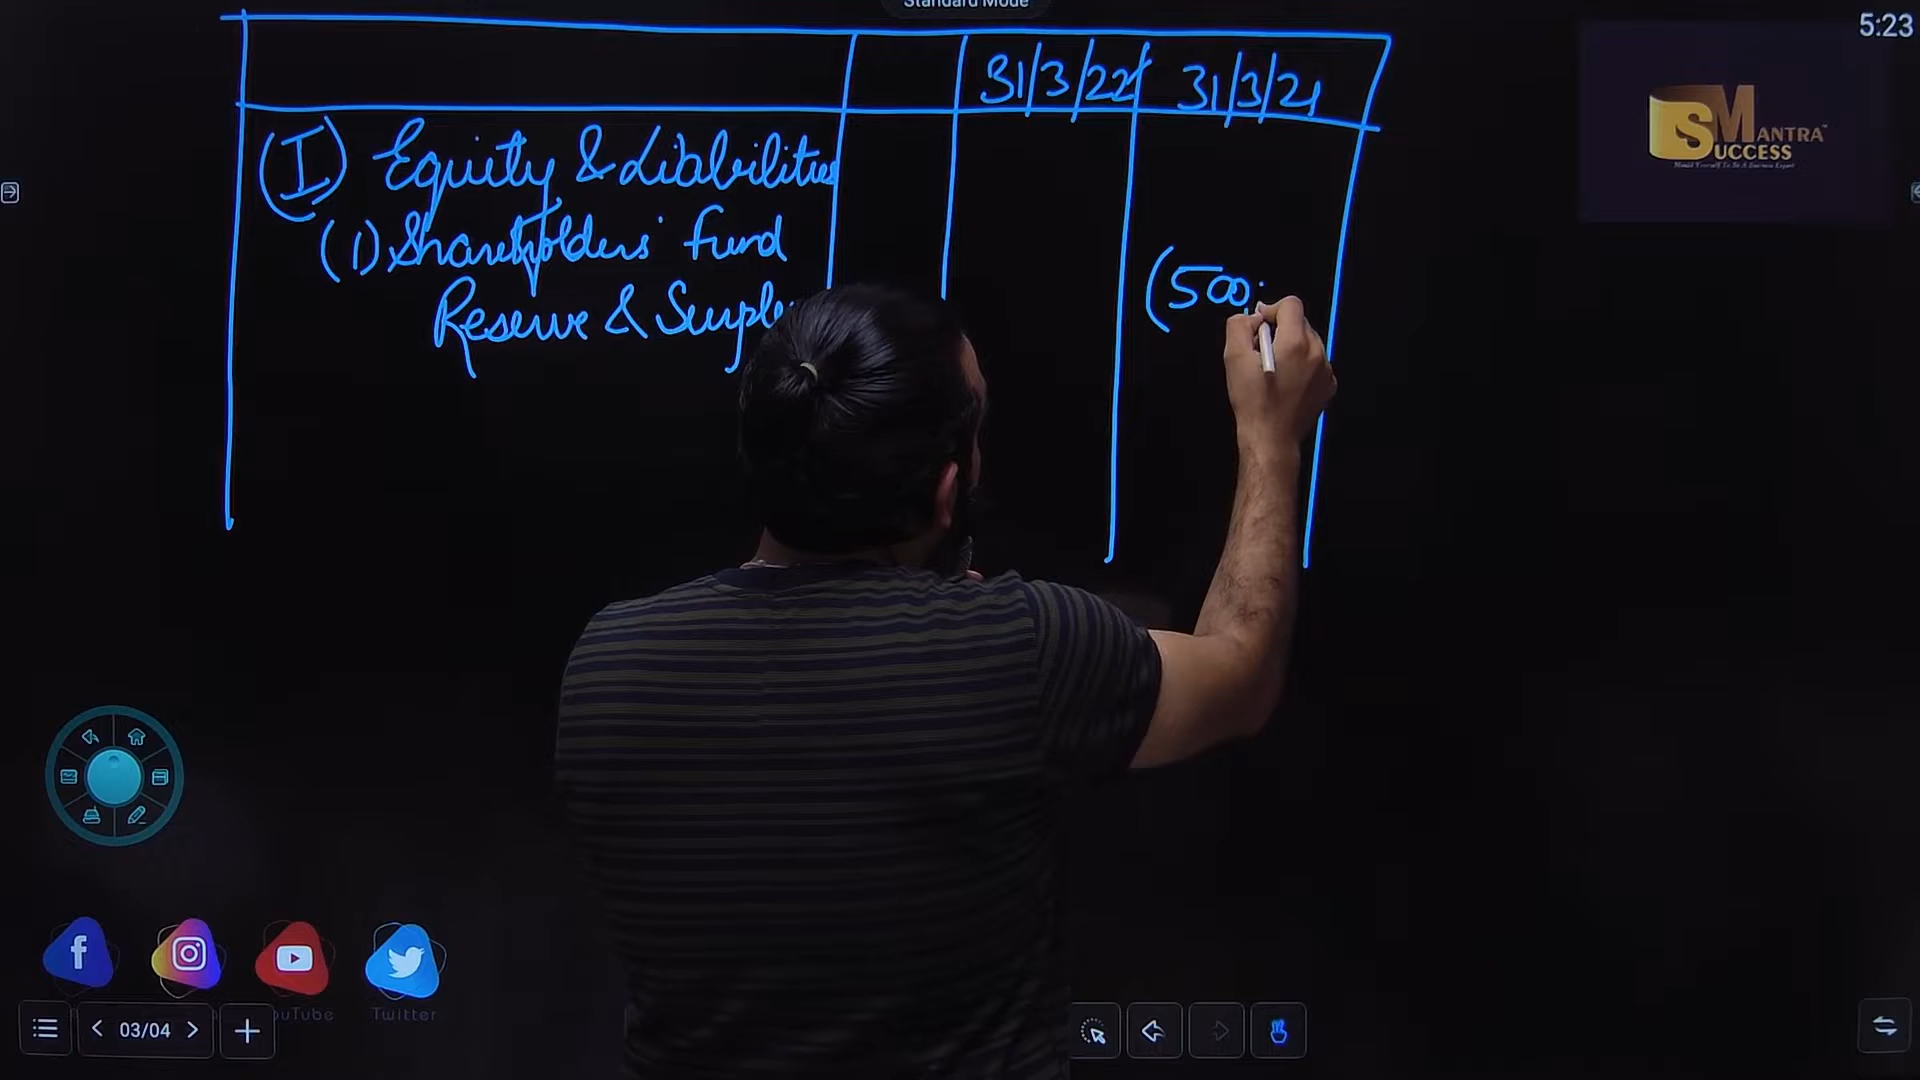 Standard Mode
5:23
31/3/22 31/3/21
MANTRA
SUCCESS
(I) Equity & Liabilities
(1) Shareholders' Fund
(500,
Reserve & Surplu
YouTube Twitter
03/04